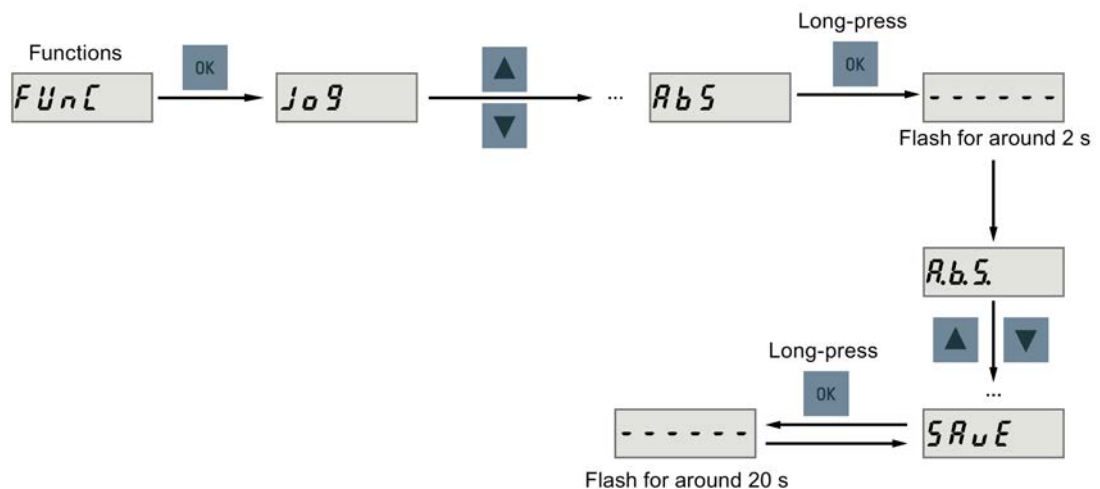 Functions
FUnC
OK
Jog
...
AbS
Long-press
OK
------
Flash for around 2 s
A.b.S.
...
SAvE
Long-press
OK
------
Flash for around 20 s